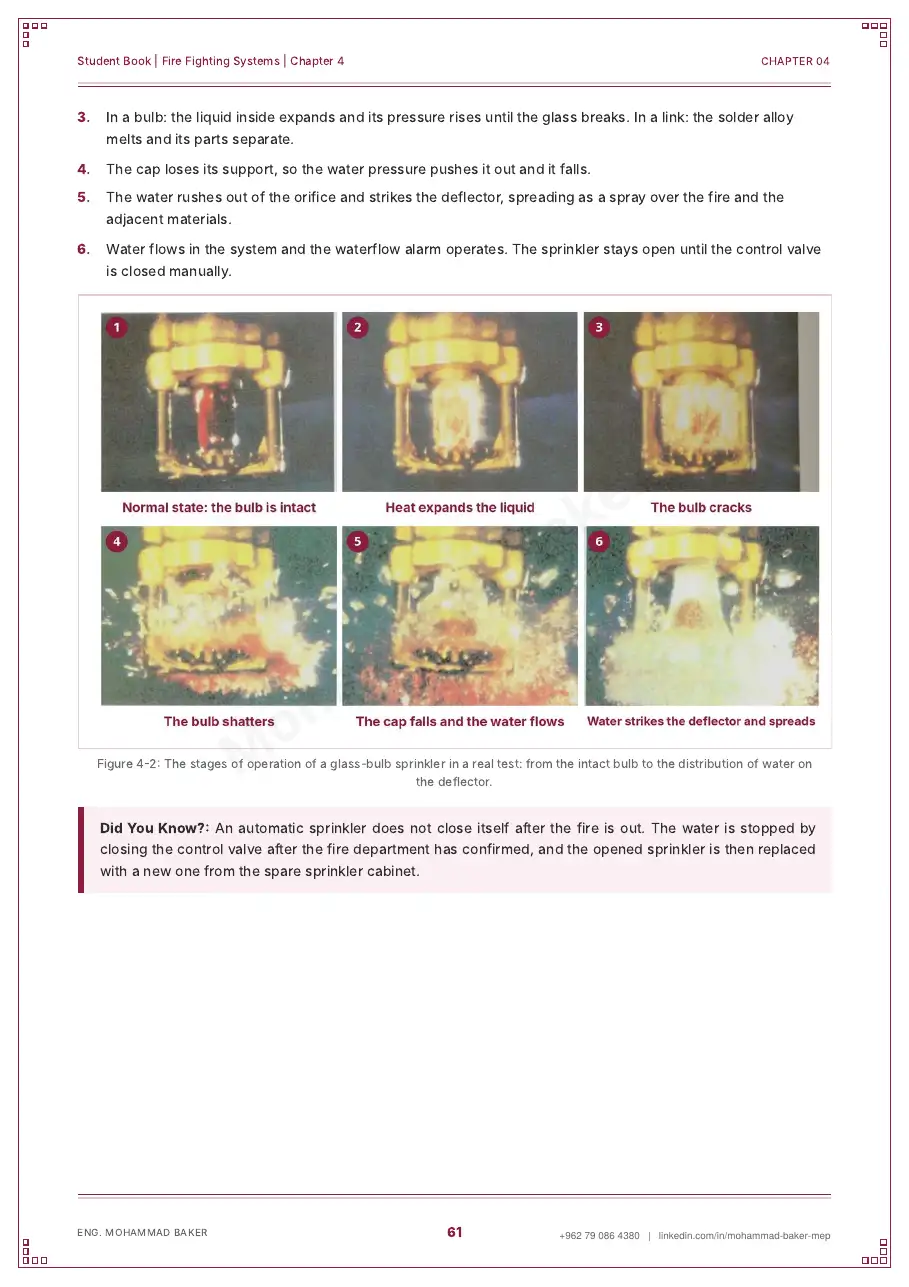 Student Book | Fire Fighting Systems | Chapter 4
CHAPTER 04
3. In a bulb: the liquid inside expands and its pressure rises until the glass breaks. In a link: the solder alloy
melts and its parts separate.
4. The cap loses its support, so the water pressure pushes it out and it falls.
5. The water rushes out of the orifice and strikes the deflector, spreading as a spray over the fire and the
adjacent materials.
6. Water flows in the system and the waterflow alarm operates. The sprinkler stays open until the control valve
is closed manually.
1
2
3
Normal state: the bulb is intact
Heat expands the liquid
The bulb cracks
4
5
6
The bulb shatters
The cap falls and the water flows
Water strikes the deflector and spreads
Figure 4-2: The stages of operation of a glass-bulb sprinkler in a real test: from the intact bulb to the distribution of water on
the deflector.
Did You Know?: An automatic sprinkler does not close itself after the fire is out. The water is stopped by
closing the control valve after the fire department has confirmed, and the opened sprinkler is then replaced
with a new one from the spare sprinkler cabinet.
ENG. MOHAMMAD BAKER
61
+962 79 086 4380 | linkedin.com/in/mohammad-baker-mep